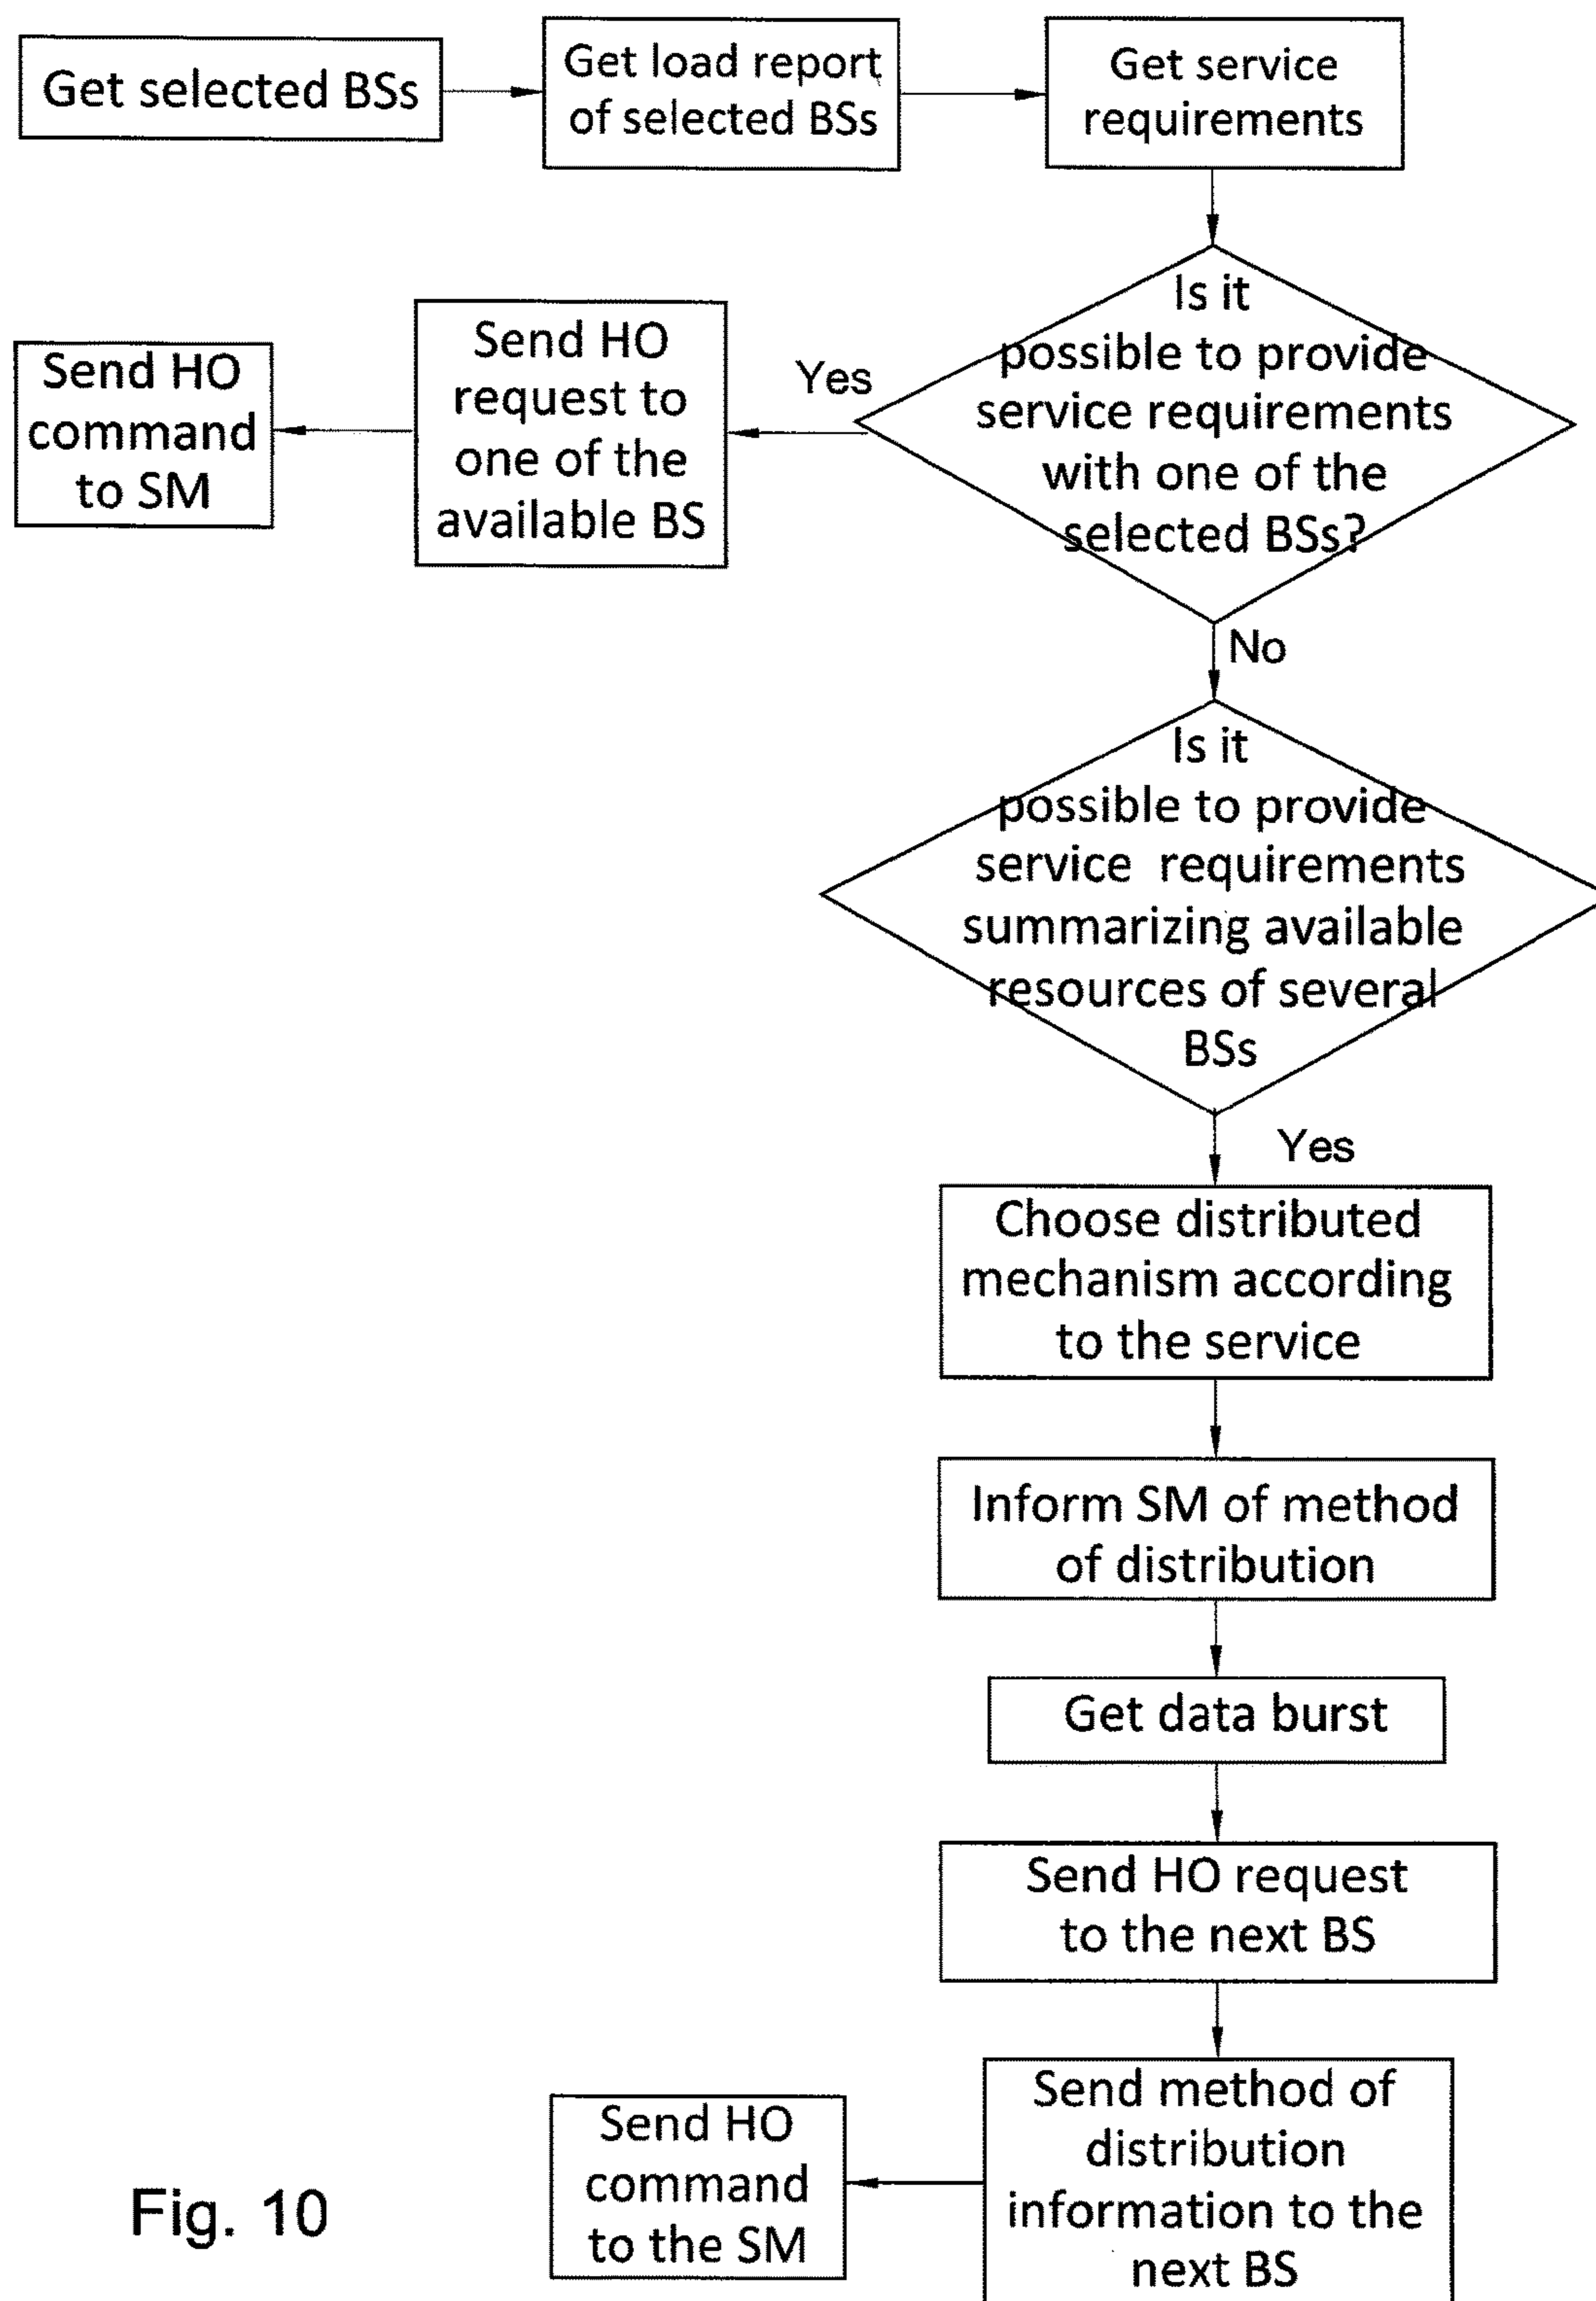 Get selected BSs
Get load report
of selected BSs
Get service
requirements
Is it
possible to provide
service requirements
with one of the
selected BSs?
Yes
Send HO
request to
one of the
available BS
Send HO
command
to SM
No
Is it
possible to provide
service requirements
summarizing available
resources of several
BSs
Yes
Choose distributed
mechanism according
to the service
Inform SM of method
of distribution
Get data burst
Send HO request
to the next BS
Send method of
distribution
information to the
next BS
Send HO
command
to the SM
Fig. 10